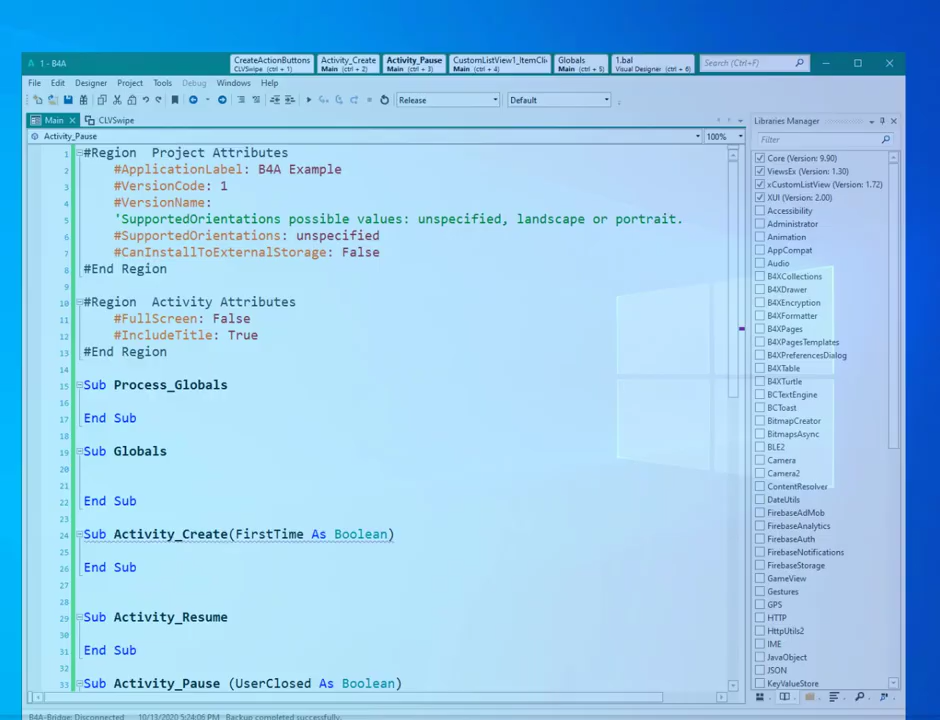 1 - B4A
CreateActionButtons
CLVSwipe (ctrl + 1)
Activity_Create
Main (ctrl + 2)
Activity_Pause
Main (ctrl + 3)
CustomListView1_ItemCli
Main (ctrl + 4)
Globals
Main (ctrl + 5)
1.bal
Visual Designer (ctrl + 6)
Search (Ctrl+F)
File Edit Designer Project Tools Debug Windows Help
Release
Default
Main
CLVSwipe
Activity_Pause
100%
1 #Region Project Attributes
2 #ApplicationLabel: B4A Example
3 #VersionCode: 1
4 #VersionName:
5 'SupportedOrientations possible values: unspecified, landscape or portrait.
6 #SupportedOrientations: unspecified
7 #CanInstallToExternalStorage: False
8 #End Region
9
10 #Region Activity Attributes
11 #FullScreen: False
12 #IncludeTitle: True
13 #End Region
14
15 Sub Process_Globals
16
17 End Sub
18
19 Sub Globals
20
21
22 End Sub
23
24 Sub Activity_Create(FirstTime As Boolean)
25
26 End Sub
27
28
29 Sub Activity_Resume
30
31 End Sub
32
33 Sub Activity_Pause (UserClosed As Boolean)
Libraries Manager
Filter
Core (Version: 9.90)
ViewsEx (Version: 1.30)
xCustomListView (Version: 1.72)
XUI (Version: 2.00)
Accessibility
Administrator
Animation
AppCompat
Audio
B4XCollections
B4XDrawer
B4XEncryption
B4XFormatter
B4XPages
B4XPagesTemplates
B4XPreferencesDialog
B4XTable
B4XTurtle
BCTextEngine
BCToast
BitmapCreator
BitmapsAsync
BLE2
Camera
Camera2
ContentResolver
DateUtils
FirebaseAdMob
FirebaseAnalytics
FirebaseAuth
FirebaseNotifications
FirebaseStorage
GameView
Gestures
GPS
HTTP
HttpUtils2
IME
JavaObject
JSON
KeyValueStore
B4A-Bridge: Disconnected 10/13/2020 5:24:06 PM Backup completed successfully.